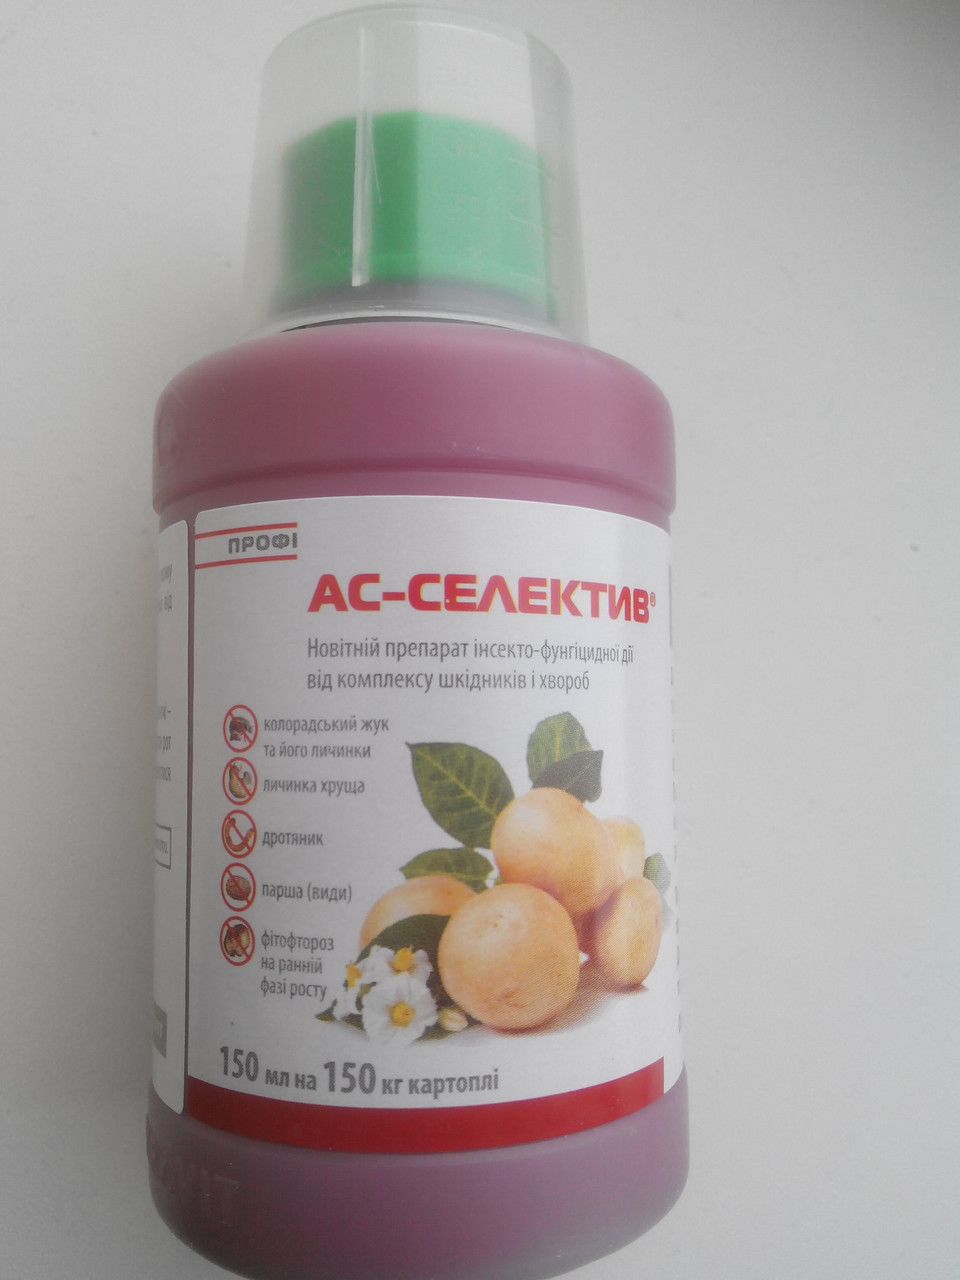 ПРОФІ
АС-СЕЛЕКТИВ®
Новітній препарат інсекто-фунгіцидної дії
від комплексу шкідників і хвороб
колорадський жук
та його личинки
личинка хруща
дротяник
парша (види)
фітофтороз
на ранній
фазі росту
150 мл на 150 кг картоплі